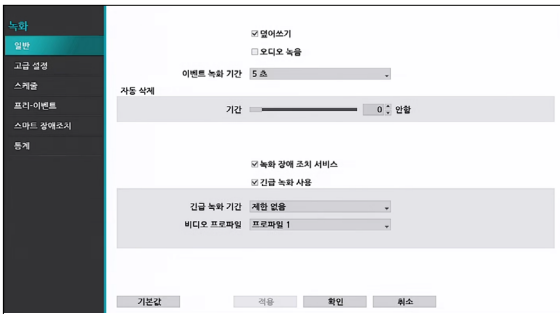 녹화
일반
고급 설정
스케줄
프리-이벤트
스마트 장애조치
통계
덮어쓰기
오디오 녹음
이벤트 녹화 기간 5 초
자동 삭제
기간 0 안함
녹화 장애 조치 서비스
긴급 녹화 사용
긴급 녹화 기간 제한 없음
비디오 프로파일 프로파일 1
기본값 적용 확인 취소